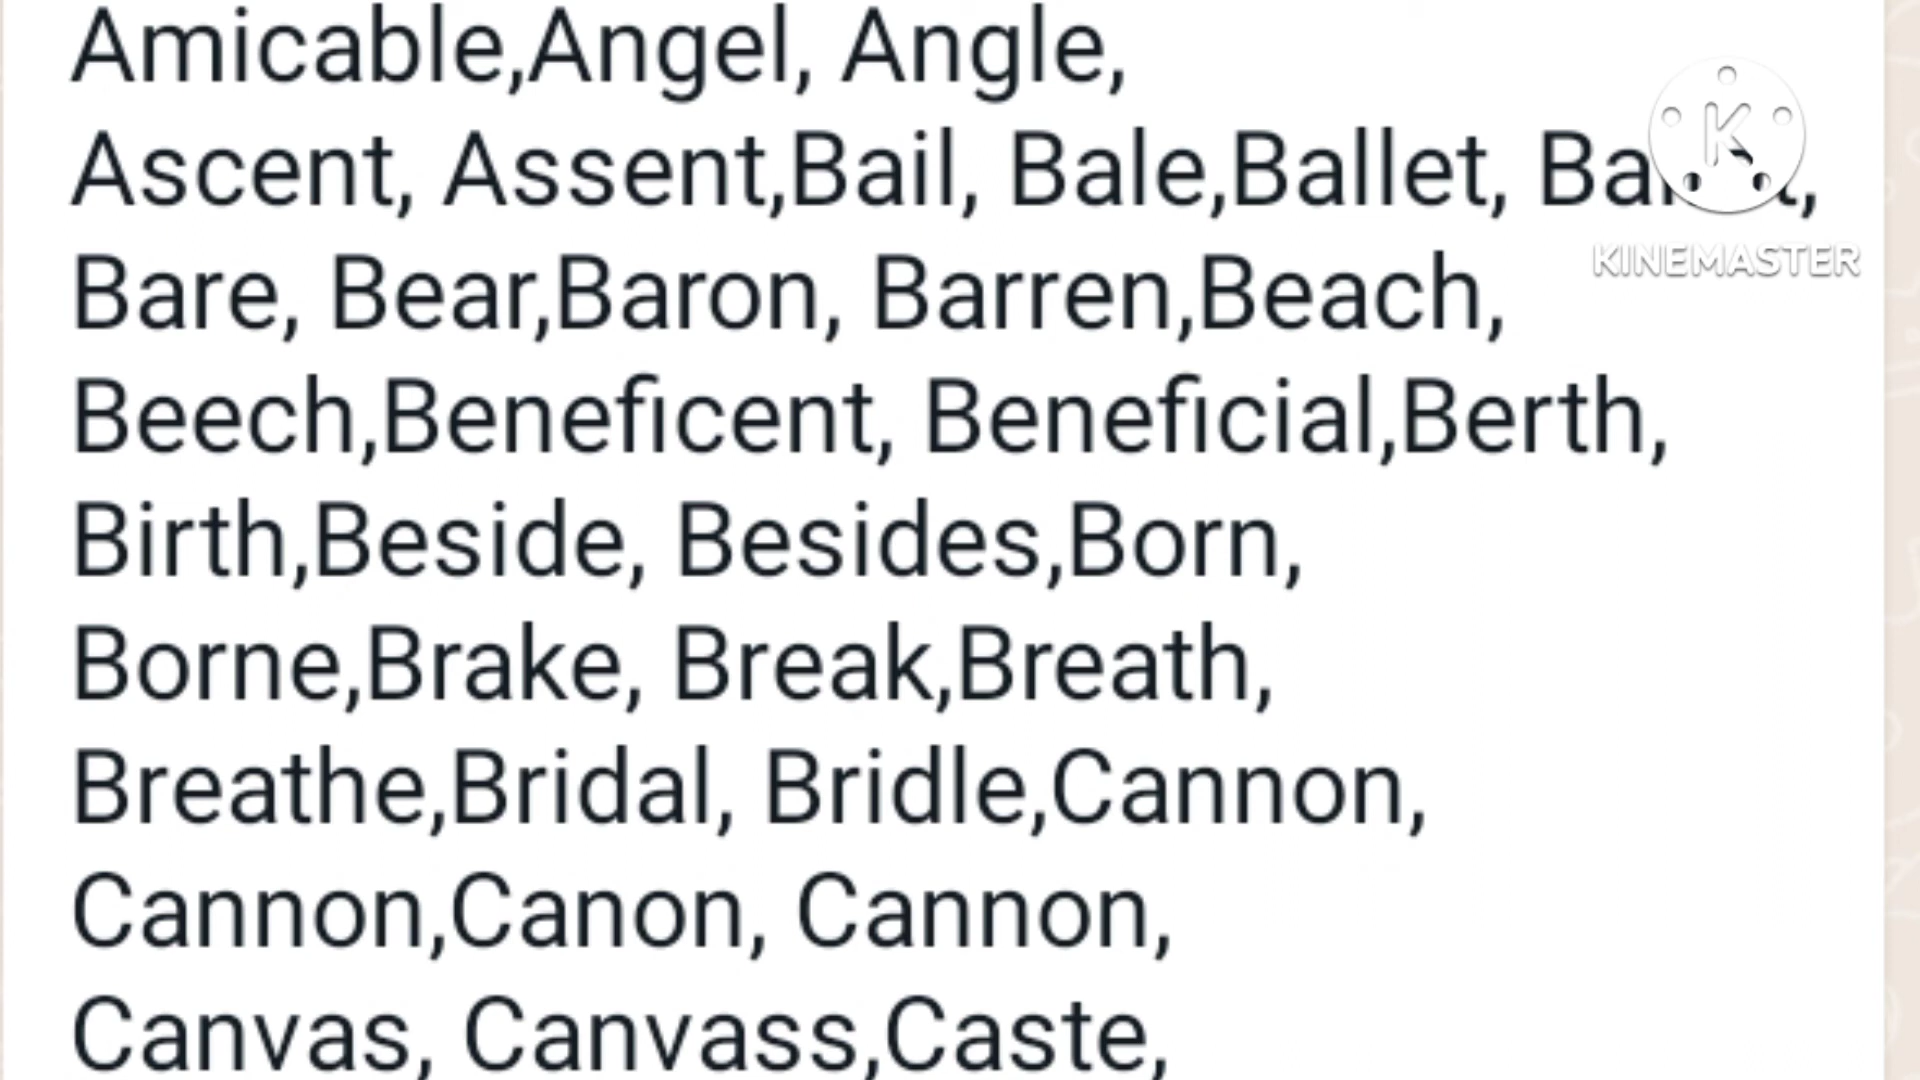 Amicable,Angel, Angle,
Ascent, Assent,Bail, Bale,Ballet,
Bare, Bear,Baron, Barren,Beach,
Beech,Beneficent, Beneficial,Berth,
Birth,Beside, Besides,Born,
Borne,Brake, Break,Breath,
Breathe,Bridal, Bridle,Cannon,
Cannon,Canon, Cannon,
Canvas, Canvass,Caste,
K
KINEMASTER